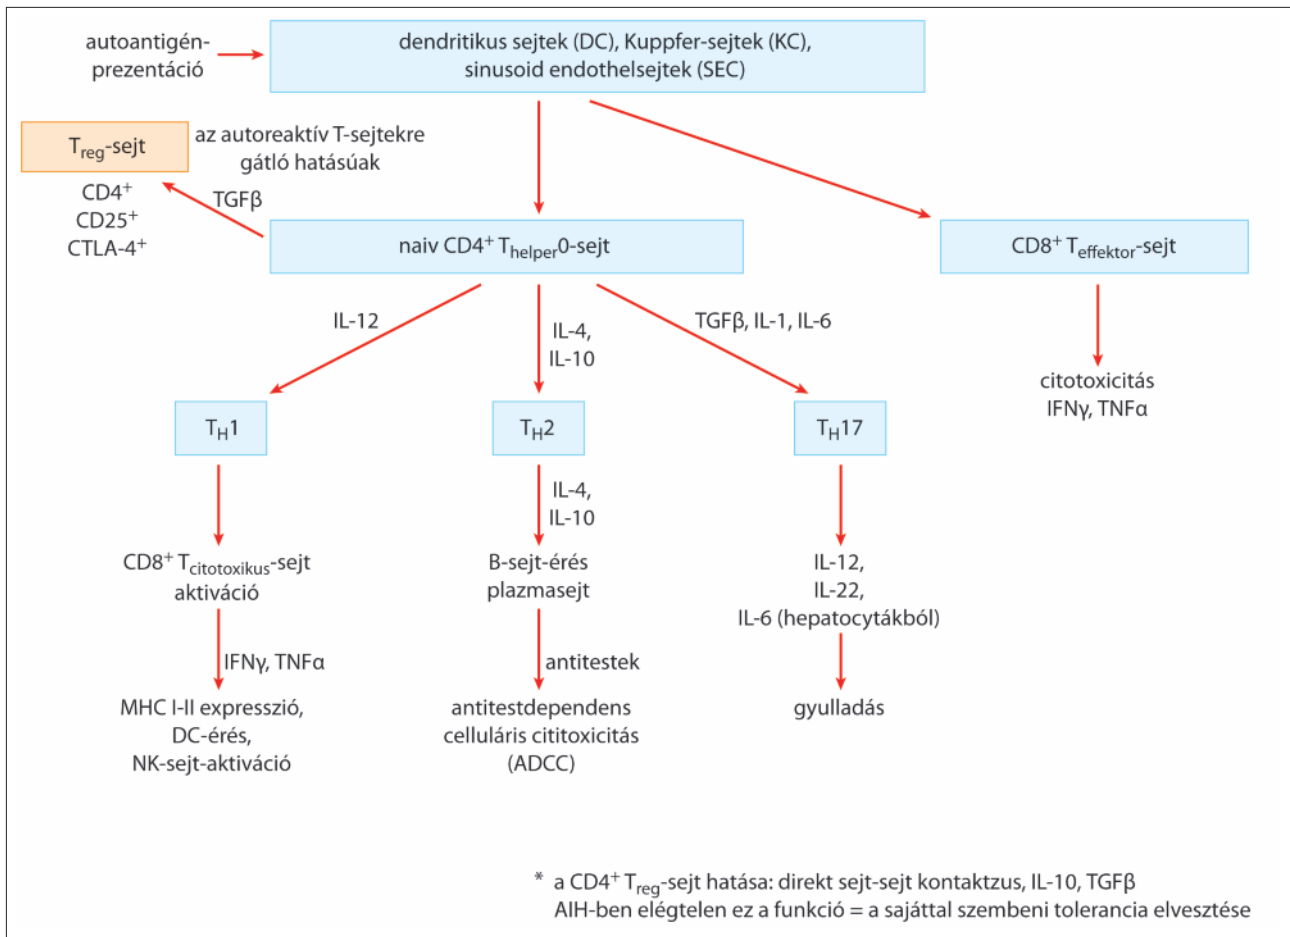 autoantigén-
prezentáció
dendritikus sejtek (DC), Kuppfer-sejtek (KC),
sinusoid endothelsejtek (SEC)
Treg-sejt
az autoreaktív T-sejtekre
gátló hatásúak
CD4+
CD25+
CTLA-4+
TGFβ
naiv CD4+ Thelper0-sejt
CD8+ Teffektor-sejt
IL-12
IL-4,
IL-10
TGFβ, IL-1, IL-6
citotoxicitás
IFNγ, TNFα
TH1
TH2
TH17
IL-4,
IL-10
CD8+ Tcitotoxikus-sejt
aktiváció
B-sejt-érés
plazmasejt
IL-12,
IL-22,
IL-6 (hepatocytákból)
IFNγ, TNFα
antitestek
MHC I-II expresszió,
DC-érés,
NK-sejt-aktiváció
antitestdependens
celluláris cititoxicitás
(ADCC)
gyulladás
* a CD4+ Treg-sejt hatása: direkt sejt-sejt kontaktzus, IL-10, TGFβ
AIH-ben elégtelen ez a funkció = a sajáttal szembeni tolerancia elvesztése